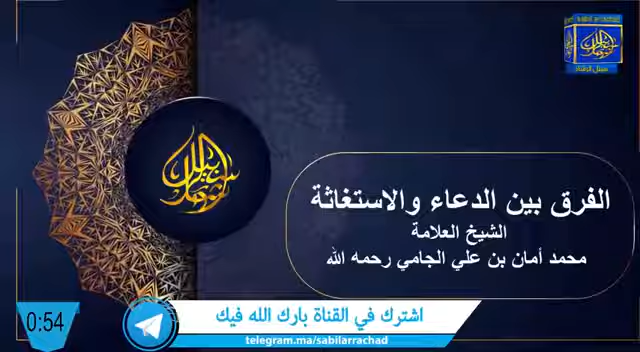 الفرق بين الدعاء والاستغاثة
الشيخ العلامة
محمد أمان بن علي الجامي رحمه الله
اشترك في القناة بارك الله فيك
telegram.ma/sabilarrachad
0:54